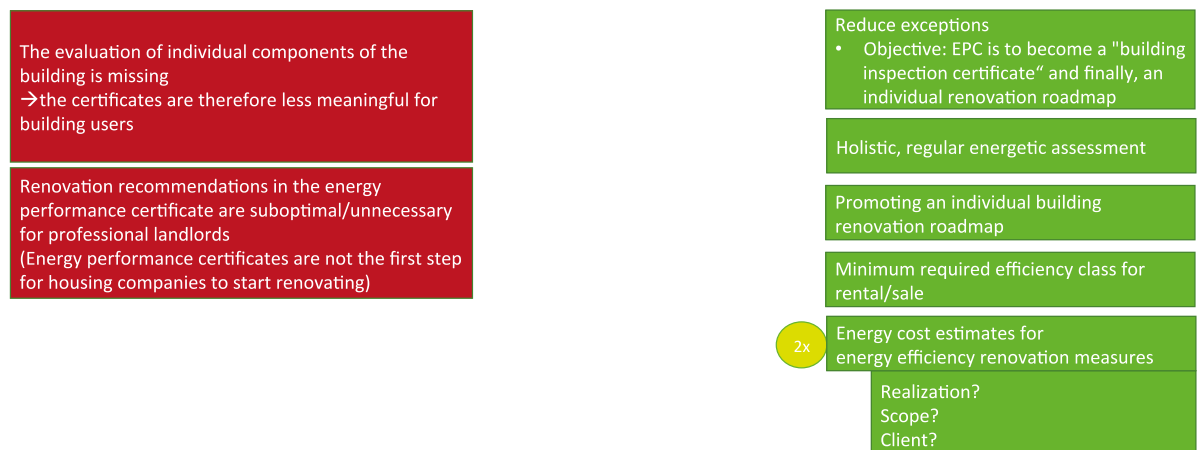 The evaluation of individual components of the
building is missing
→the certificates are therefore less meaningful for
building users
Renovation recommendations in the energy
performance certificate are suboptimal/unnecessary
for professional landlords
(Energy performance certificates are not the first step
for housing companies to start renovating)
Reduce exceptions
• Objective: EPC is to become a "building
inspection certificate“ and finally, an
individual renovation roadmap
Holistic, regular energetic assessment
Promoting an individual building
renovation roadmap
Minimum required efficiency class for
rental/sale
2x
Energy cost estimates for
energy efficiency renovation measures
Realization?
Scope?
Client?